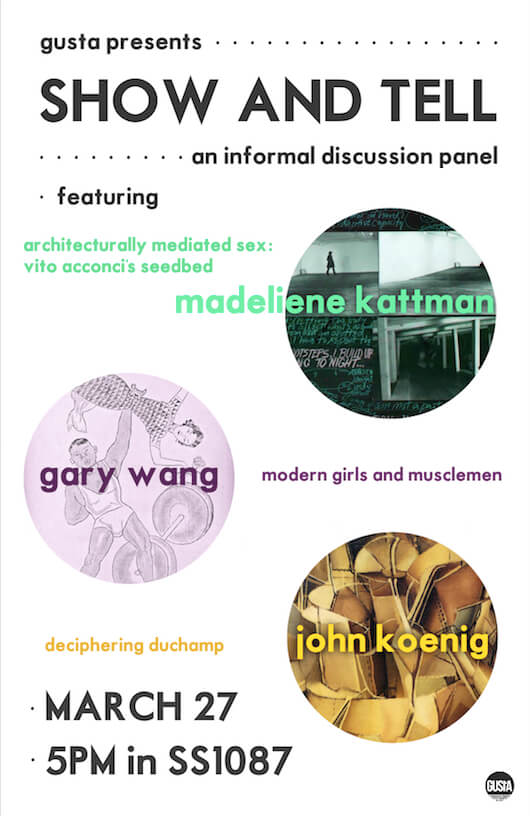 gusta presents
SHOW AND TELL
an informal discussion panel
· featuring
architecturally mediated sex:
vito acconci's seedbed
madeliene kattman
gary wang
modern girls and musclemen
john koenig
deciphering duchamp
· MARCH 27
· 5PM in SS1087
GUStA